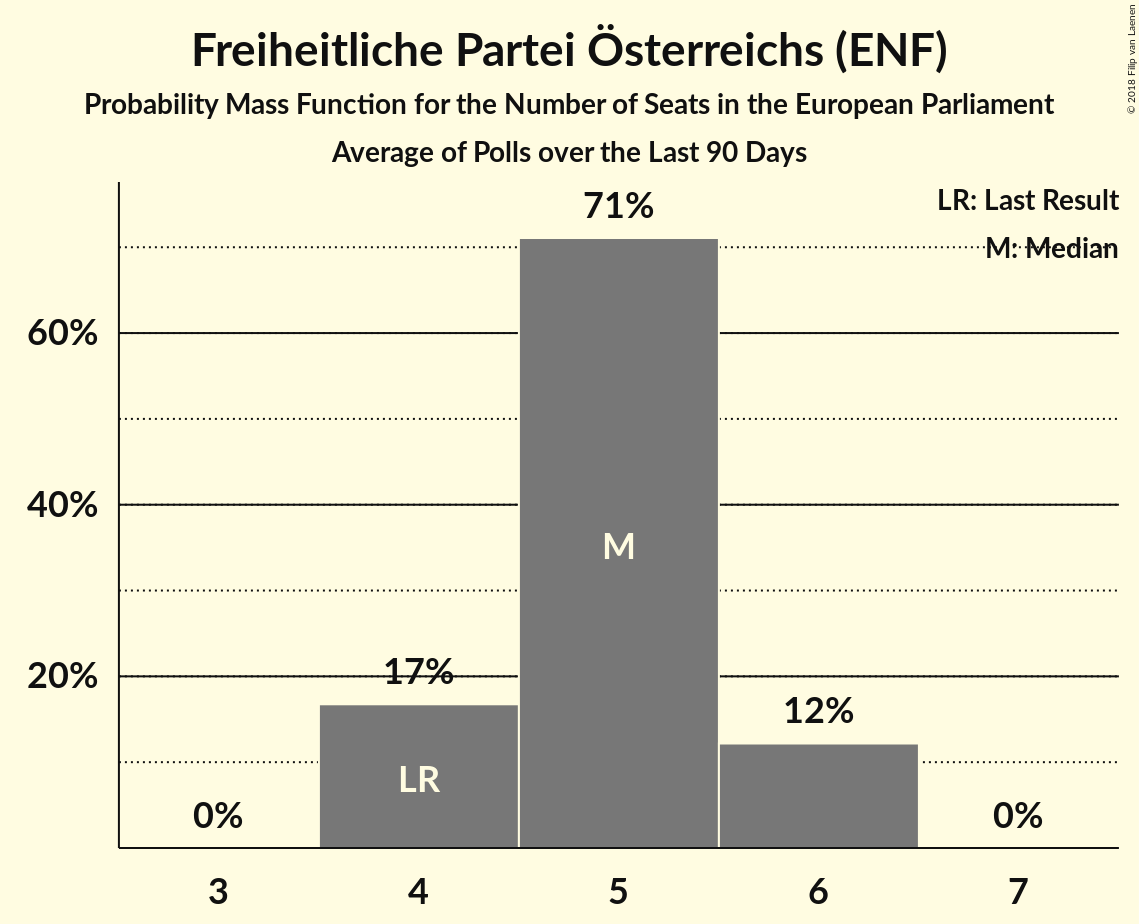 Freiheitliche Partei Österreichs (ENF)
Probability Mass Function for the Number of Seats in the European Parliament
Average of Polls over the Last 90 Days
© 2018 Filip van Laenen
LR: Last Result
M: Median
71%
60%
40%
20%
M
17%
12%
LR
0%
0%
3 4 5 6 7